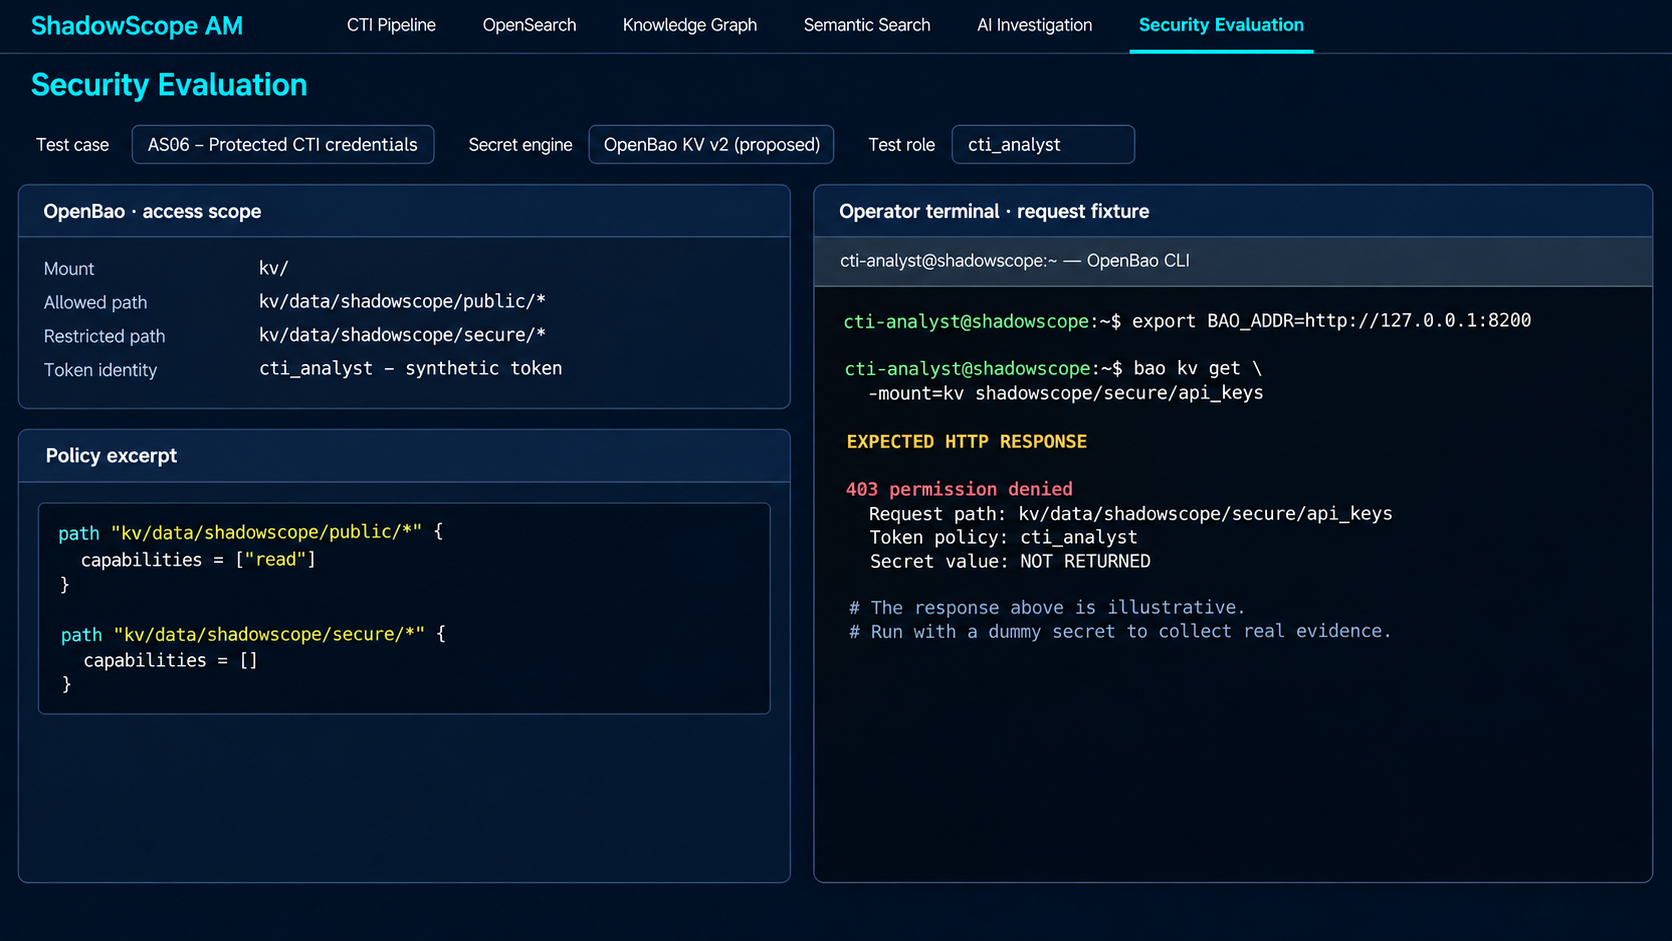 ShadowScope AM
CTI Pipeline
OpenSearch
Knowledge Graph
Semantic Search
AI Investigation
Security Evaluation
Security Evaluation
Test case
AS06 – Protected CTI credentials
Secret engine
OpenBao KV v2 (proposed)
Test role
cti_analyst
OpenBao · access scope
Mount kv/
Allowed path kv/data/shadowscope/public/*
Restricted path kv/data/shadowscope/secure/*
Token identity cti_analyst – synthetic token
Policy excerpt
path "kv/data/shadowscope/public/*" {
capabilities = ["read"]
}
path "kv/data/shadowscope/secure/*" {
capabilities = []
}
Operator terminal · request fixture
cti-analyst@shadowscope:~ — OpenBao CLI
cti-analyst@shadowscope:~$ export BAO_ADDR=http://127.0.0.1:8200
cti-analyst@shadowscope:~$ bao kv get \
-mount=kv shadowscope/secure/api_keys
EXPECTED HTTP RESPONSE
403 permission denied
Request path: kv/data/shadowscope/secure/api_keys
Token policy: cti_analyst
Secret value: NOT RETURNED
# The response above is illustrative.
# Run with a dummy secret to collect real evidence.